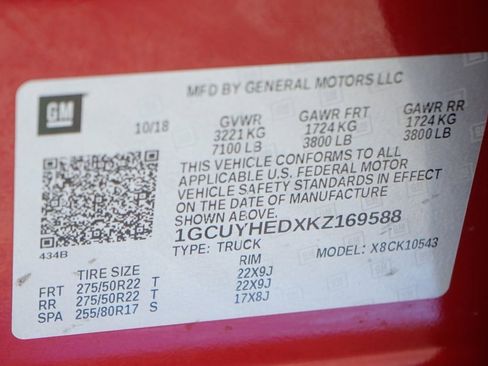 GM
MFD BY GENERAL MOTORS LLC
10/18 GVWR GAWR FRT GAWR RR
3221 KG 1724 KG 1724 KG
7100 LB 3800 LB 3800 LB
THIS VEHICLE CONFORMS TO ALL
APPLICABLE U.S. FEDERAL MOTOR
VEHICLE SAFETY STANDARDS IN EFFECT
ON THE DATE OF MANUFACTURE
SHOWN ABOVE.
434B
1GCUYHEDXKZ169588
TYPE: TRUCK MODEL: X8CK10543
TIRE SIZE RIM
FRT 275/50R22 T 22X9J
RR 275/50R22 T 22X9J
SPA 255/80R17 S 17X8J